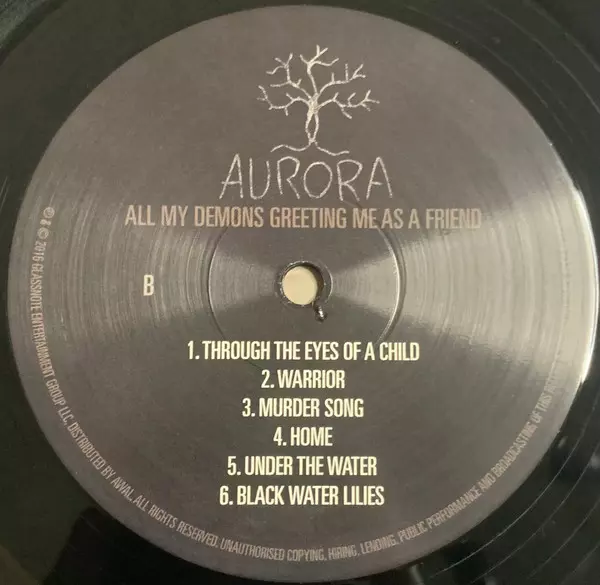 AURORA
ALL MY DEMONS GREETING ME AS A FRIEND
B
1. THROUGH THE EYES OF A CHILD
2. WARRIOR
3. MURDER SONG
4. HOME
5. UNDER THE WATER
6. BLACK WATER LILIES
℗ & © 2016 GLASSNOTE ENTERTAINMENT GROUP LLC, DISTRIBUTED BY AWAL. ALL RIGHTS RESERVED. UNAUTHORISED COPYING, HIRING, LENDING, PUBLIC PERFORMANCE AND BROADCASTING OF THIS